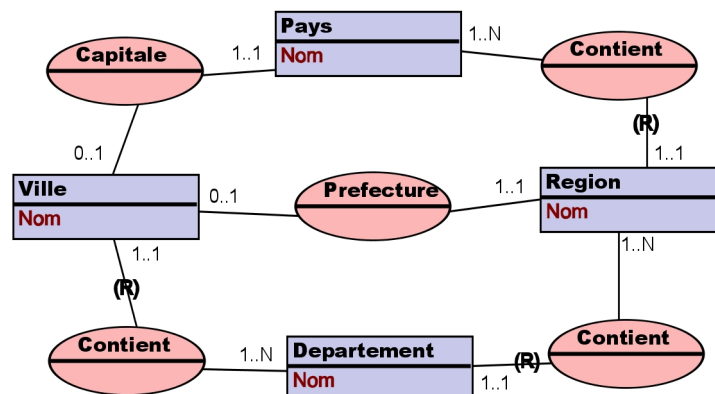 Pays
Nom
Capitale
1..1
1..N
Contient
(R)
1..1
0..1
Ville
Nom
0..1
Prefecture
1..1
Region
Nom
1..1
(R)
1..N
Contient
1..N
Departement
Nom
1..1
(R)
Contient